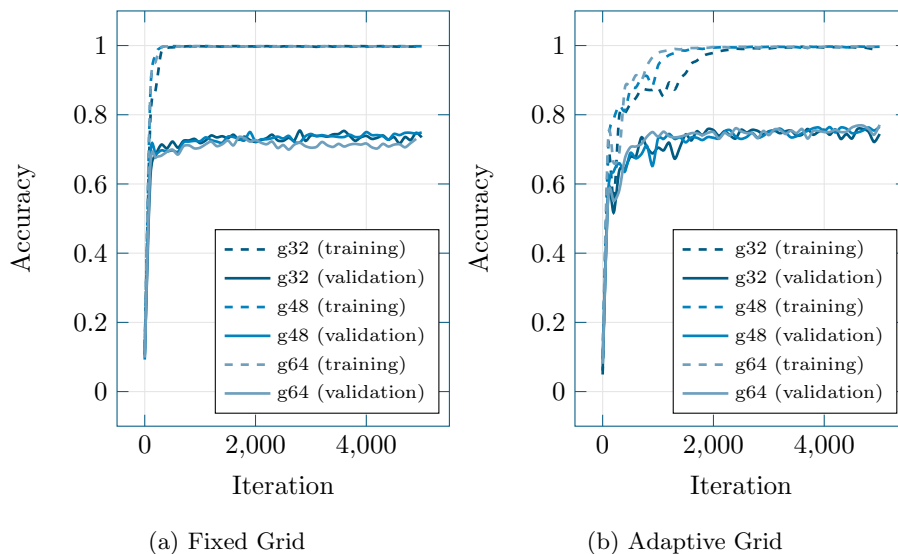 1
0.8
0.6
0.4
0.2
0
Accuracy
g32 (training)
g32 (validation)
g48 (training)
g48 (validation)
g64 (training)
g64 (validation)
0
2,000
4,000
Iteration
(a) Fixed Grid
1
0.8
0.6
0.4
0.2
0
Accuracy
g32 (training)
g32 (validation)
g48 (training)
g48 (validation)
g64 (training)
g64 (validation)
0
2,000
4,000
Iteration
(b) Adaptive Grid